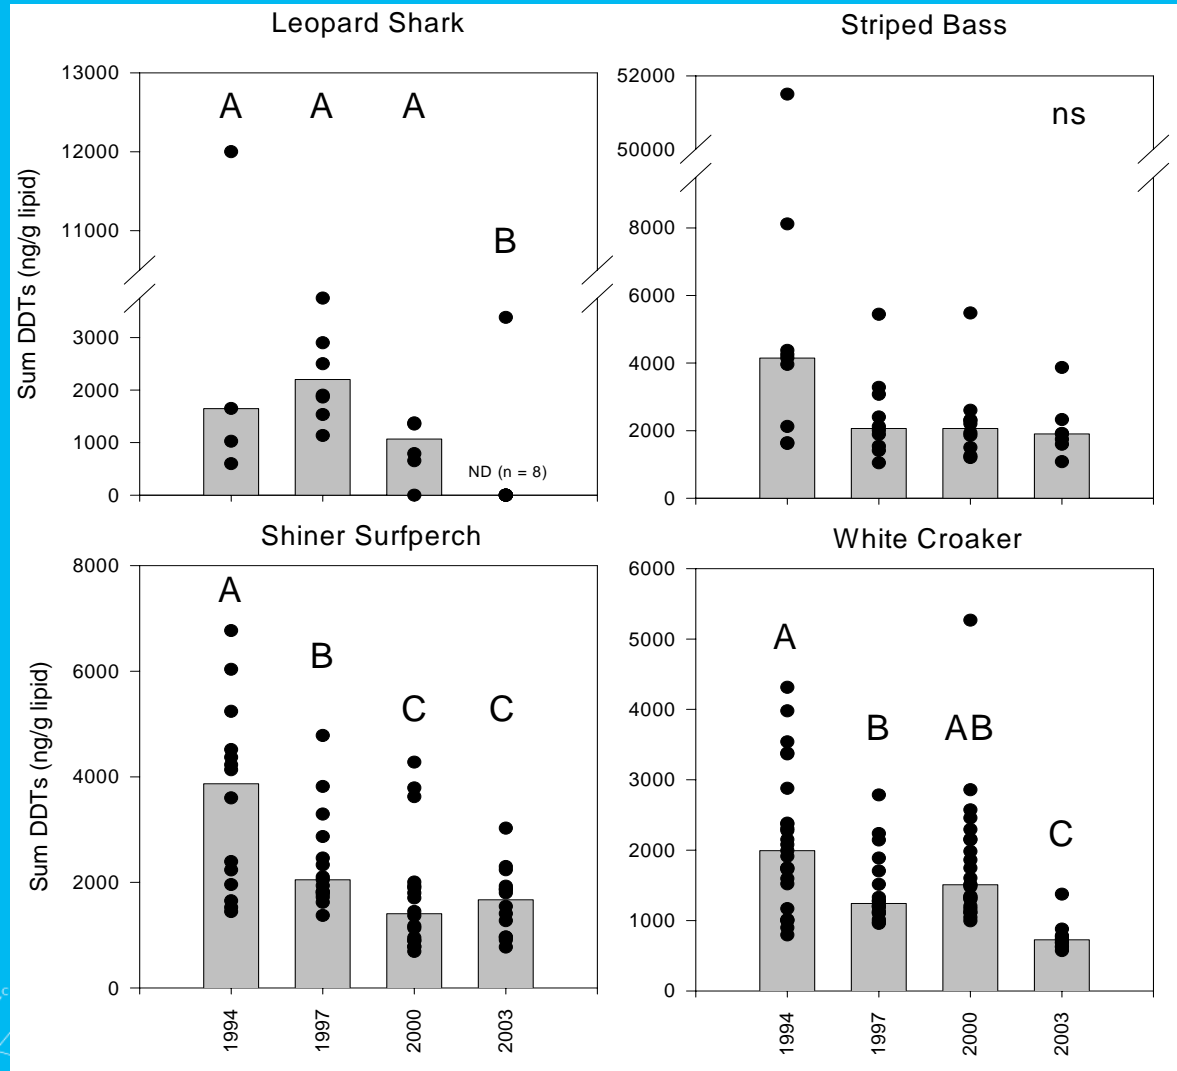 Leopard Shark
Sum DDTs (ng/g lipid)
13000
12000
11000
3000
2000
1000
0
A A A
B
ND (n = 8)
Striped Bass
52000
50000
8000
6000
4000
2000
0
ns
Shiner Surfperch
Sum DDTs (ng/g lipid)
8000
6000
4000
2000
0
A
B
C C
1994 1997 2000 2003
White Croaker
6000
5000
4000
3000
2000
1000
0
A
B AB
C
1994 1997 2000 2003